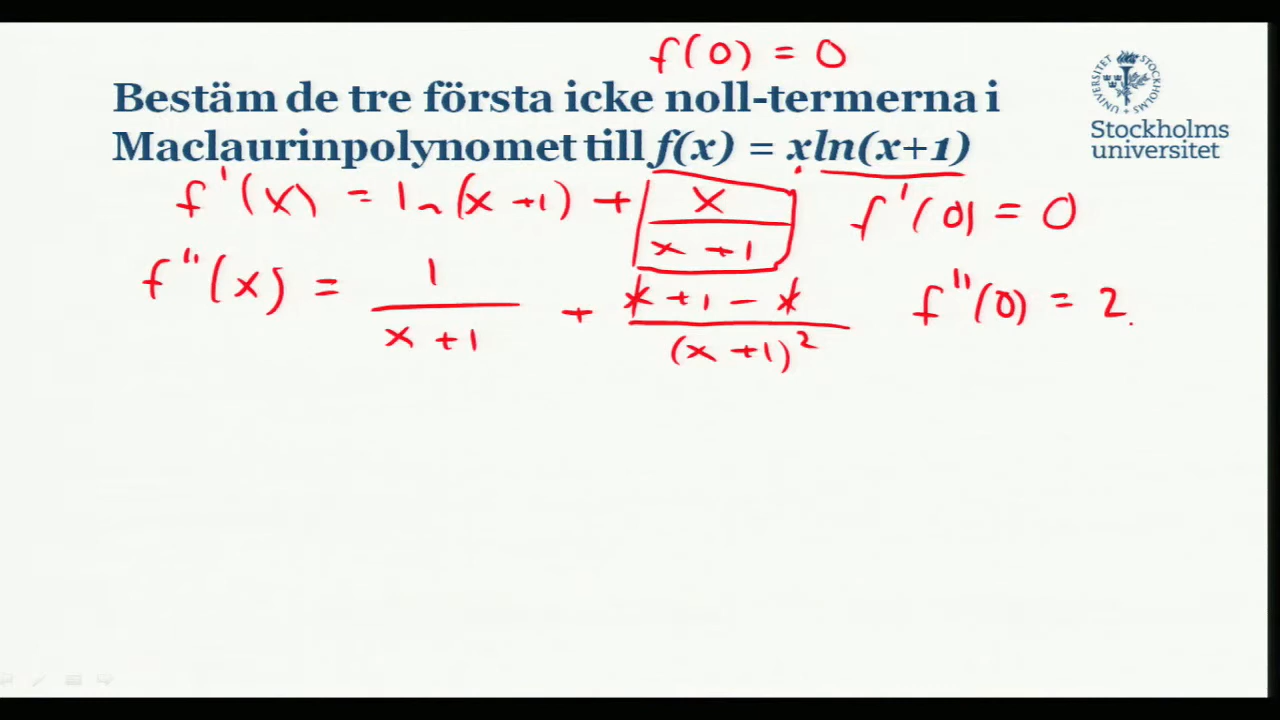 f(0) = 0
Bestäm de tre första icke noll-termerna i
Maclaurinpolynomet till f(x) = xln(x+1)
Stockholms
universitet
f'(x) = ln(x+1) + x/(x+1)
f'(0) = 0
f''(x) = 1/(x+1) + (x+1-x)/(x+1)²
f''(0) = 2.